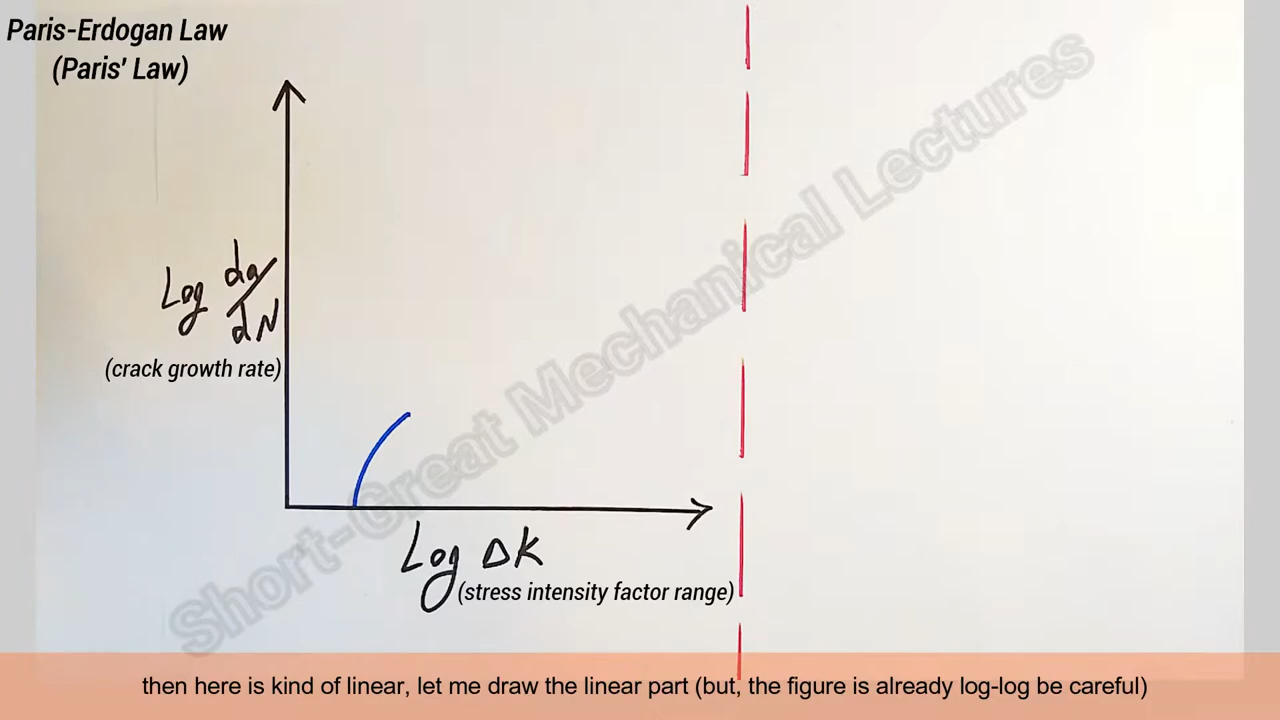 Paris-Erdogan Law
(Paris' Law)
Log da/dN
(crack growth rate)
Log ΔK
(stress intensity factor range)
Short-Great Mechanical Lectures
then here is kind of linear, let me draw the linear part (but, the figure is already log-log be careful)